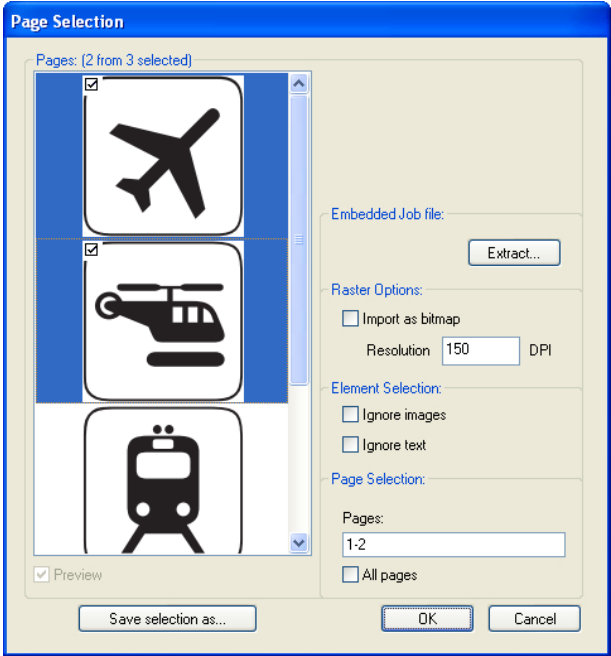 Page Selection
Pages: (2 from 3 selected)
Embedded Job file:
Extract...
Raster Options:
Import as bitmap
Resolution 150 DPI
Element Selection:
Ignore images
Ignore text
Page Selection:
Pages:
1-2
All pages
Preview
Save selection as...
OK
Cancel